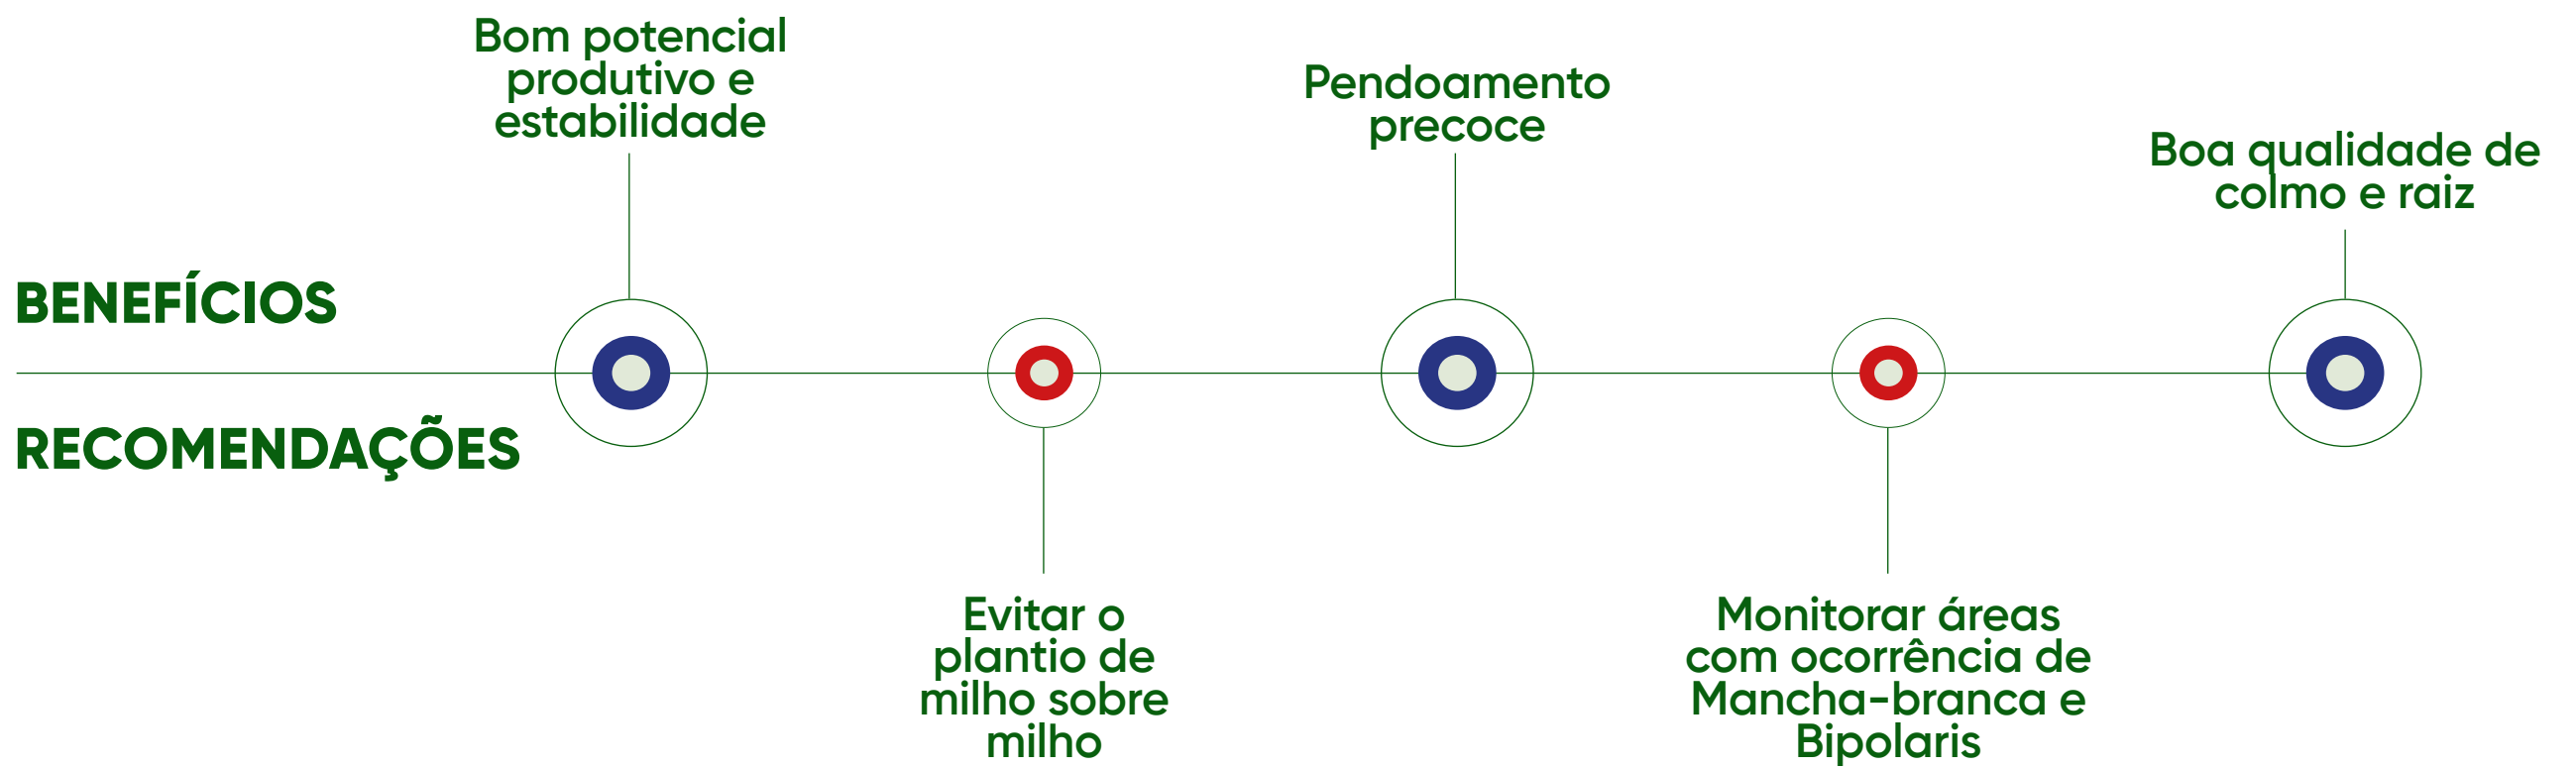 BENEFÍCIOS
Bom potencial
produtivo e
estabilidade
Pendoamento
precoce
Boa qualidade de
colmo e raiz
RECOMENDAÇÕES
Evitar o
plantio de
milho sobre
milho
Monitorar áreas
com ocorrência de
Mancha-branca e
Bipolaris